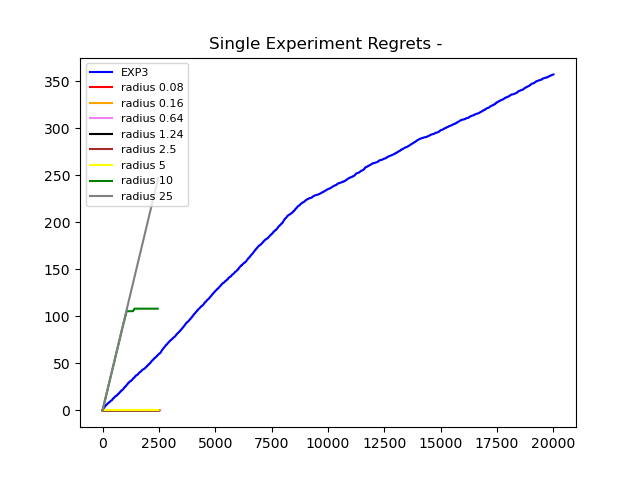 Single Experiment Regrets -
EXP3
radius 0.08
radius 0.16
radius 0.64
radius 1.24
radius 2.5
radius 5
radius 10
radius 25
350
300
250
200
150
100
50
0
0 2500 5000 7500 10000 12500 15000 17500 20000